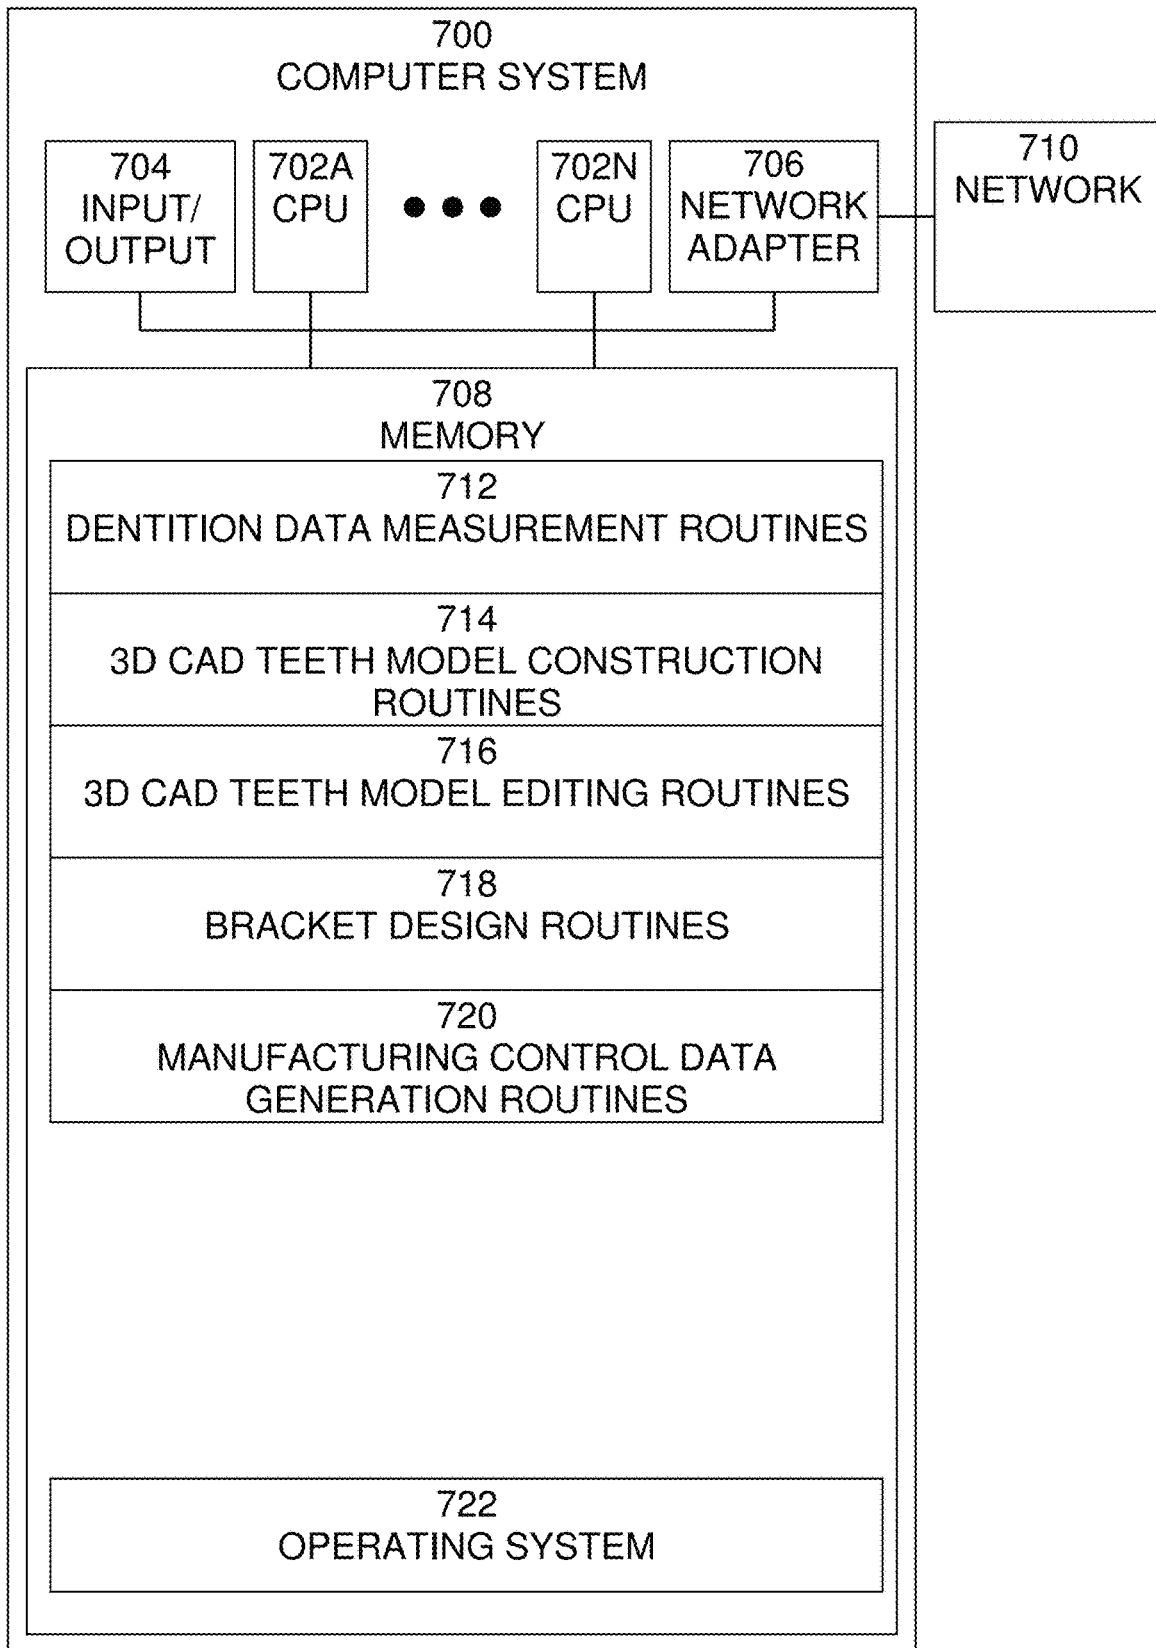 700
COMPUTER SYSTEM
704
INPUT/
OUTPUT
702A
CPU
702N
CPU
706
NETWORK
ADAPTER
710
NETWORK
708
MEMORY
712
DENTITION DATA MEASUREMENT ROUTINES
714
3D CAD TEETH MODEL CONSTRUCTION
ROUTINES
716
3D CAD TEETH MODEL EDITING ROUTINES
718
BRACKET DESIGN ROUTINES
720
MANUFACTURING CONTROL DATA
GENERATION ROUTINES
722
OPERATING SYSTEM